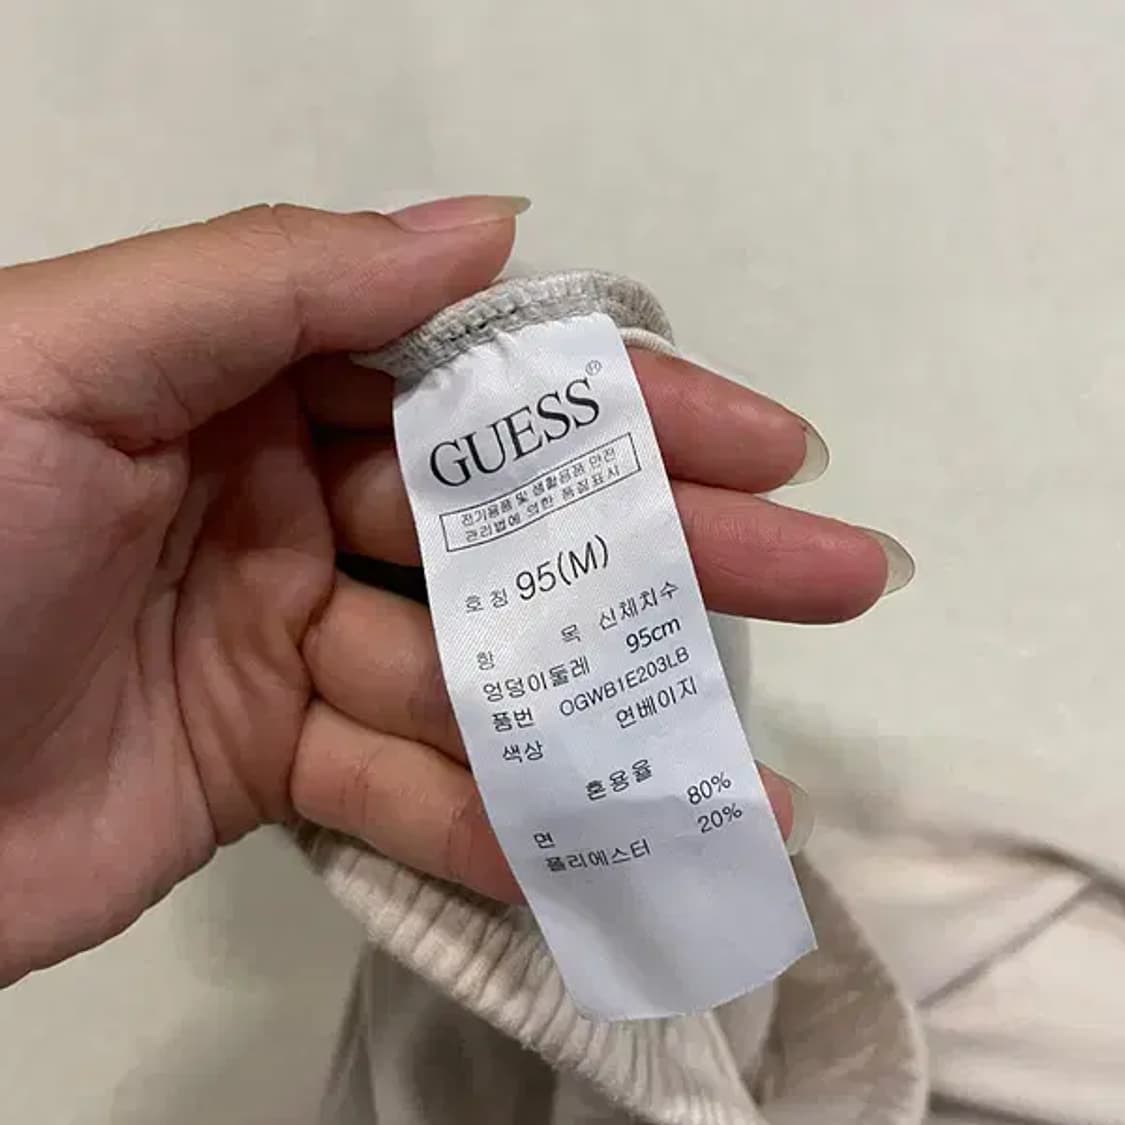 GUESS®
전기용품 및 생활용품 안전
관리법에 의한 품질표시
호칭 95(M)
항 목 신체치수
엉덩이둘레 95cm
품번 OGWB1E203LB
색상 연베이지
혼용율
면 80%
폴리에스터 20%